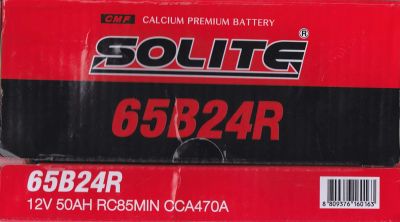 CMF CALCIUM PREMIUM BATTERY
SOLITE®
65B24R
65B24R
12V 50AH RC85MIN CCA470A
8 809376 160163